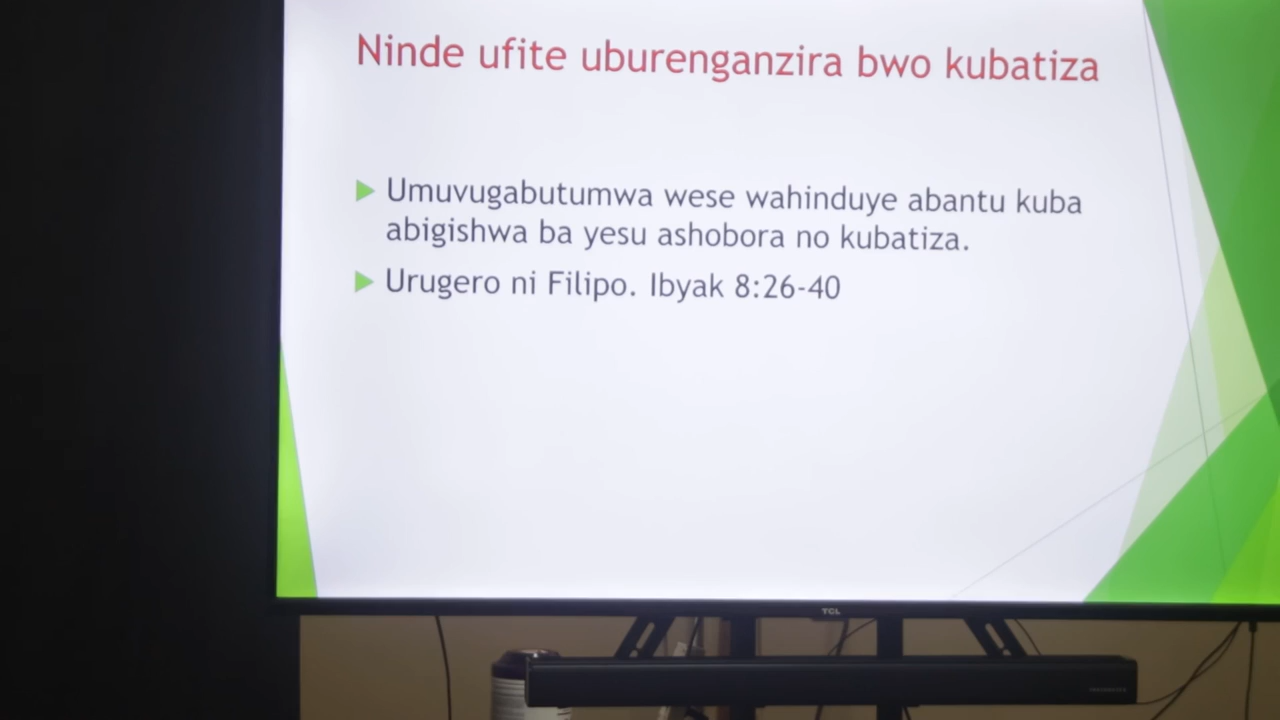 Ninde ufite uburenganzira bwo kubatiza
Umuvugabutumwa wese wahinduye abantu kuba
abigishwa ba yesu ashobora no kubatiza.
Urugero ni Filipo. Ibyak 8:26-40
TCL